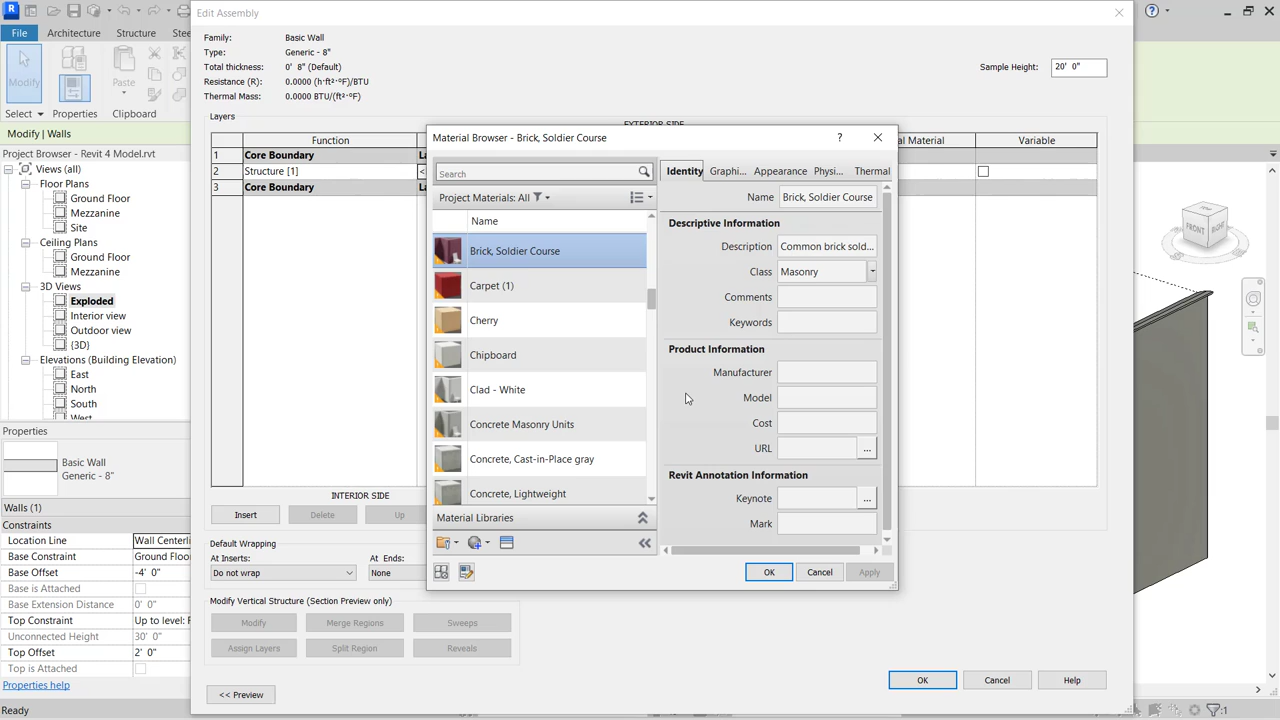 Edit Assembly
File
Architecture
Structure
Stee
Modify
Paste
Select
Properties
Clipboard
Modify | Walls
Project Browser - Revit 4 Model.rvt
Views (all)
Floor Plans
Ground Floor
Mezzanine
Site
Ceiling Plans
Ground Floor
Mezzanine
3D Views
Exploded
Interior view
Outdoor view
{3D}
Elevations (Building Elevation)
East
North
South
West
Properties
Basic Wall
Generic - 8"
Walls (1)
Constraints
Location Line Wall Centerli
Base Constraint Ground Floor
Base Offset -4' 0"
Base is Attached
Base Extension Distance 0' 0"
Top Constraint Up to level: F
Unconnected Height 30' 0"
Top Offset 2' 0"
Top is Attached
Properties help
Ready
Family: Basic Wall
Type: Generic - 8"
Total thickness: 0' 8" (Default)
Resistance (R): 0.0000 (h·ft²·°F)/BTU
Thermal Mass: 0.0000 BTU/(ft²·°F)
Sample Height: 20' 0"
Layers
EXTERIOR SIDE
Function
al Material
Variable
1 Core Boundary La
2 Structure [1] <
3 Core Boundary La
INTERIOR SIDE
Insert
Delete
Up
Default Wrapping
At Inserts:
Do not wrap
At Ends:
None
Modify Vertical Structure (Section Preview only)
Modify
Merge Regions
Sweeps
Assign Layers
Split Region
Reveals
<< Preview
OK
Cancel
Help
Material Browser - Brick, Soldier Course
?
Search
Project Materials: All
Name
Brick, Soldier Course
Carpet (1)
Cherry
Chipboard
Clad - White
Concrete Masonry Units
Concrete, Cast-in-Place gray
Concrete, Lightweight
Material Libraries
Identity
Graphi...
Appearance
Physi...
Thermal
Name Brick, Soldier Course
Descriptive Information
Description Common brick sold...
Class Masonry
Comments
Keywords
Product Information
Manufacturer
Model
Cost
URL ...
Revit Annotation Information
Keynote ...
Mark
OK
Cancel
Apply
FRONT
:1